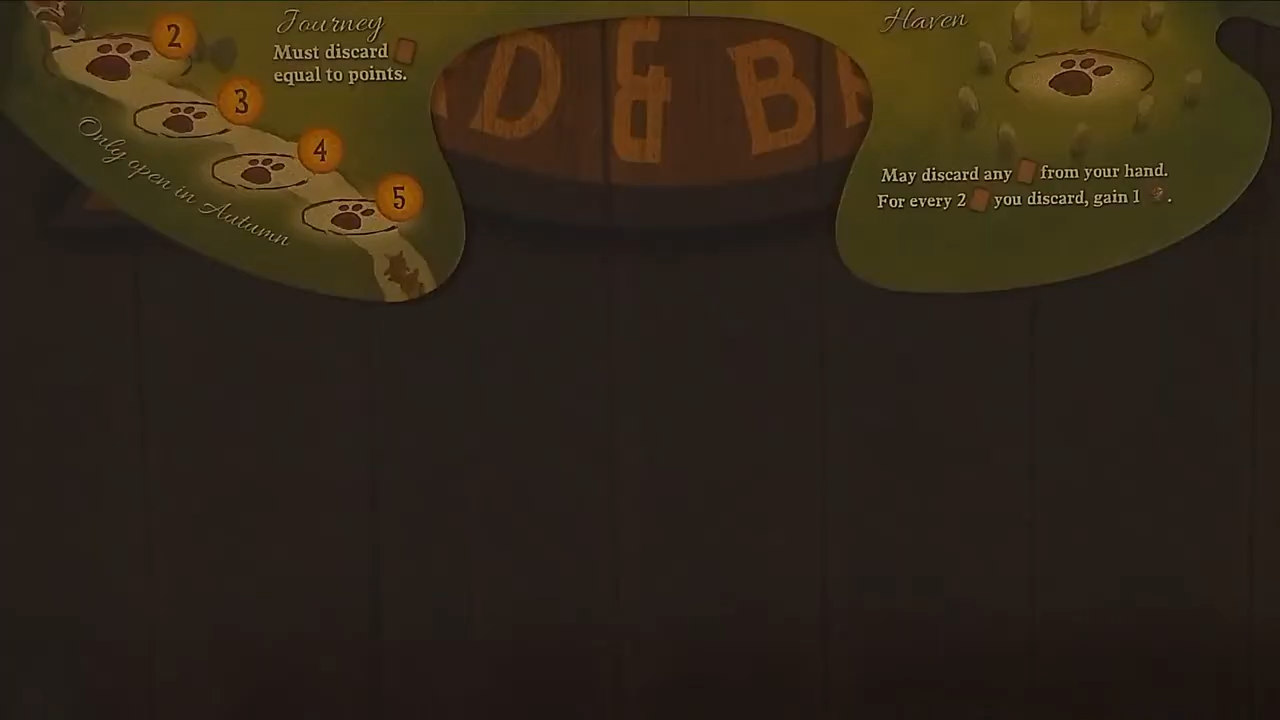 Journey
Must discard
equal to points.
2
3
4
5
Only open in Autumn
D & B
Haven
May discard any from your hand.
For every 2 you discard, gain 1 .